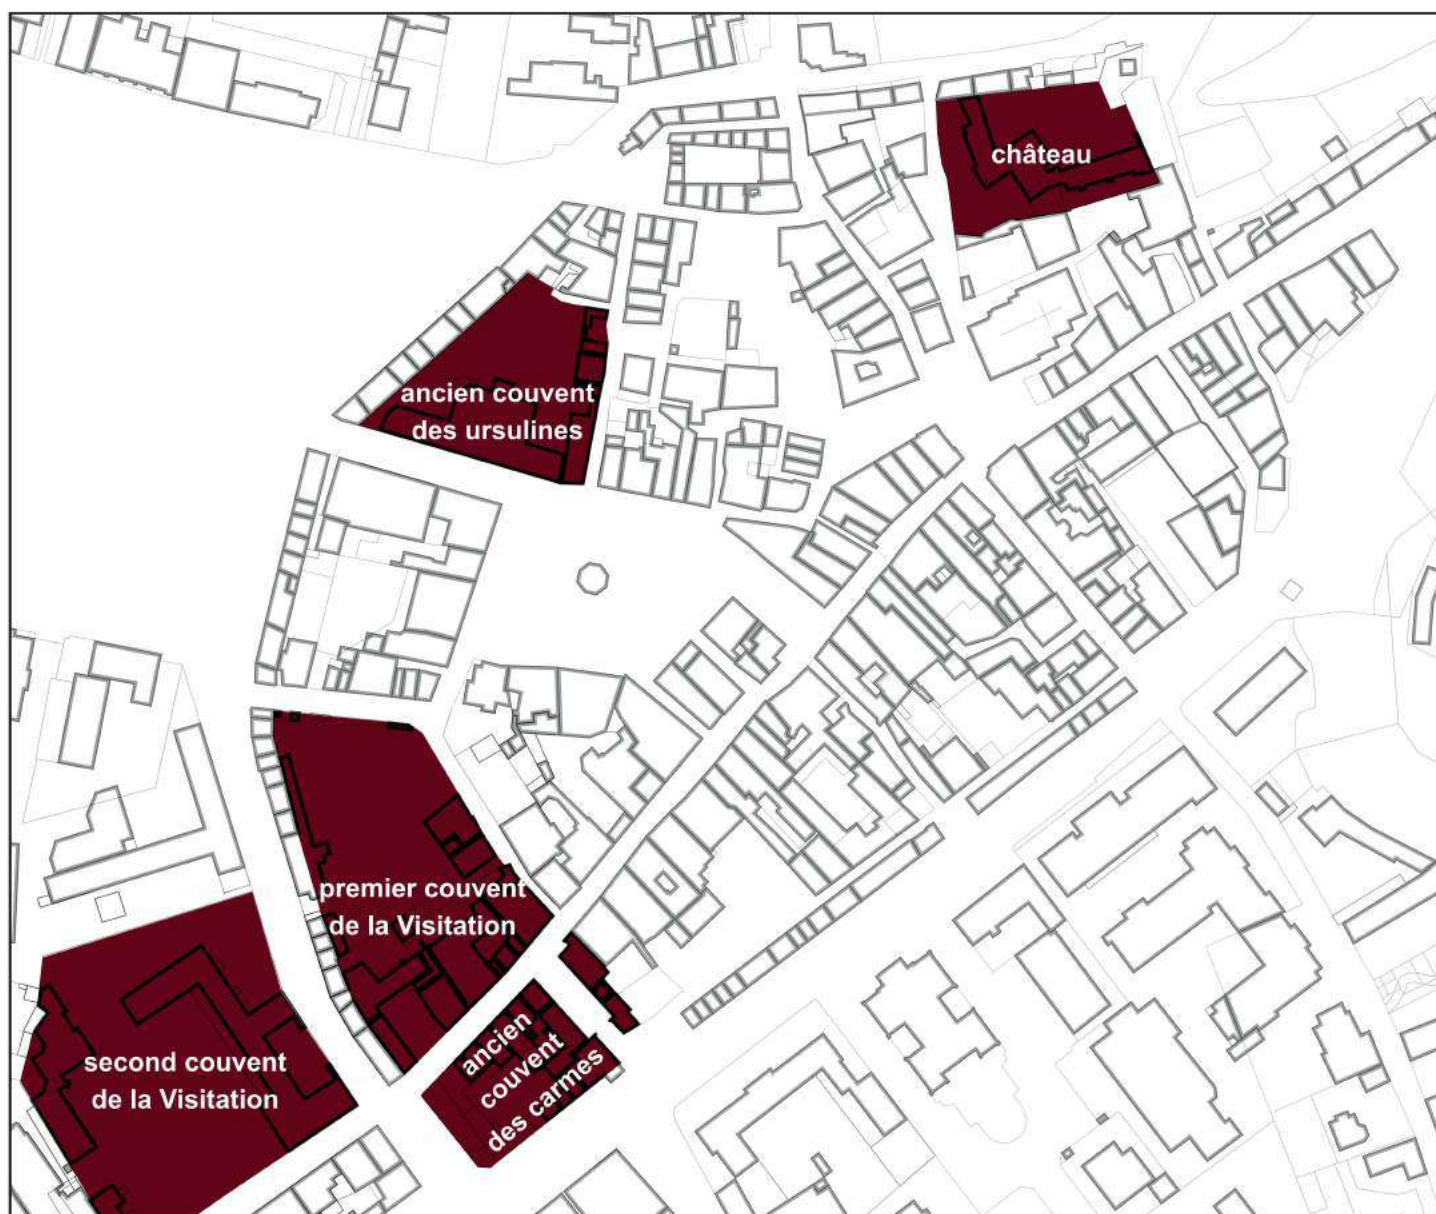 château
ancien couvent
des ursulines
premier couvent
de la Visitation
second couvent
de la Visitation
ancien
couvent
des carmes